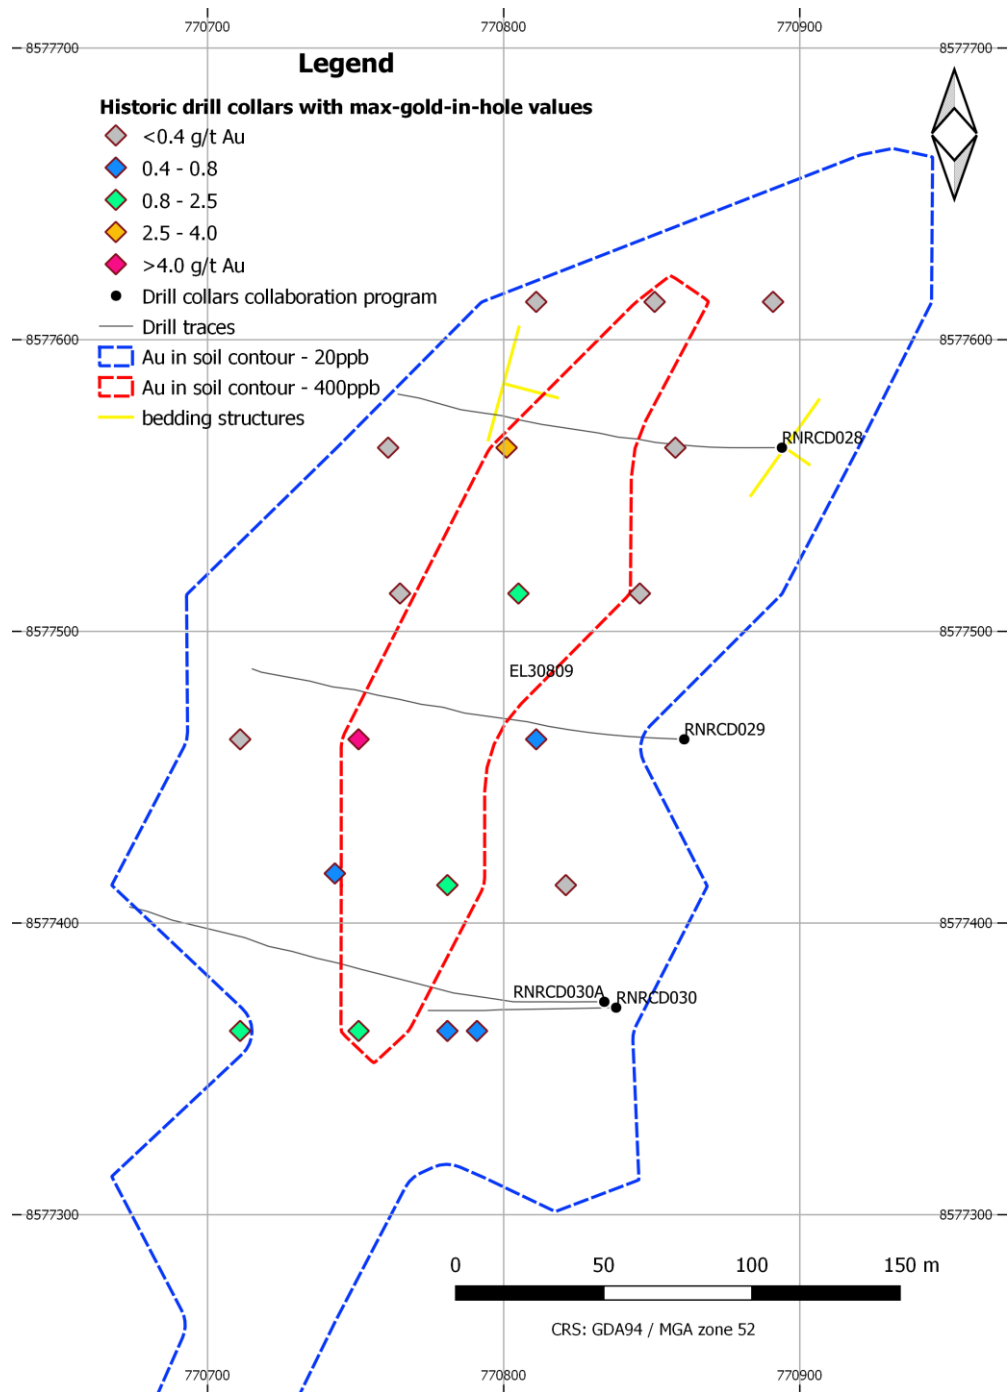 770700 770800 770900
8577700 8577700
Legend
Historic drill collars with max-gold-in-hole values
<0.4 g/t Au
0.4 - 0.8
0.8 - 2.5
2.5 - 4.0
>4.0 g/t Au
Drill collars collaboration program
Drill traces
Au in soil contour - 20ppb
Au in soil contour - 400ppb
bedding structures
8577600 8577600
RNRCD028
8577500 8577500
EL30809
RNRCD029
8577400 8577400
RNRCD030A RNRCD030
8577300 8577300
0 50 100 150 m
CRS: GDA94 / MGA zone 52
770700 770800 770900